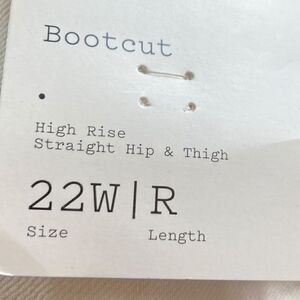 Bootcut
High Rise
Straight Hip & Thigh
22W|R
Size Length